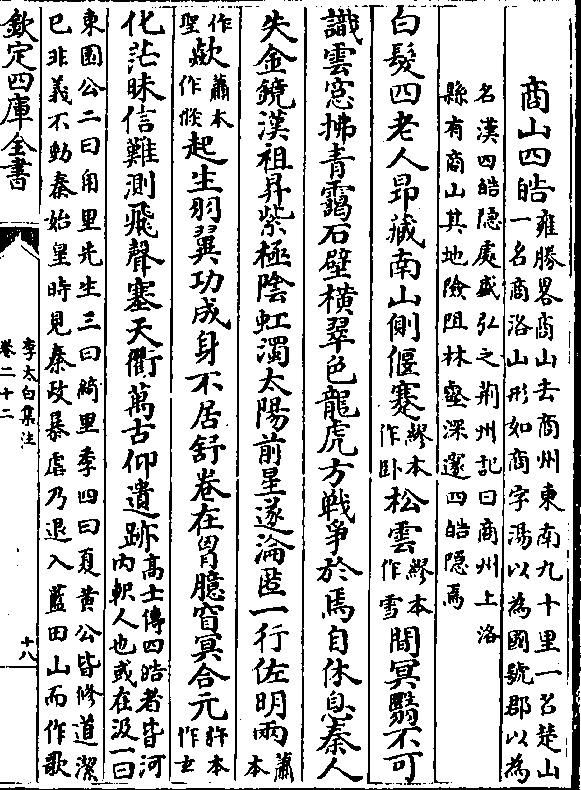 商山四皓雍勝畧商山去商州東南九十里一名楚山
一名商洛山形如商字湯以為國號郡以為
名漢四皓隠處盛弘之荆州記曰商州上洛
縣有商山其地險阻林壑深邃四皓隠焉
白髮四老人昻藏南山側偃蹇繆本
作卧松雲繆本
作雪間冥翳不可
識雲窓拂青靄石壁横翠色龍虎方戰爭於焉自休息秦人
失金鏡漢祖昇紫極陰虹濁太陽前星遂淪匿一行佐明兩蕭
本
作
聖欻蕭本
作倏起生羽翼功成身不居舒卷在胷臆窅冥合元許本
作玄
化茫昧信難測飛聲塞天衢萬古仰遺跡髙士傳四皓者皆河
内軹人也或在汲一曰
東園公二曰甪里先生三曰綺里季四曰夏黄公皆修道潔
已非義不動秦始皇時見秦政暴虐乃退入藍田山而作歌
欽定四庫全書
李太白集注
卷二十二
十八